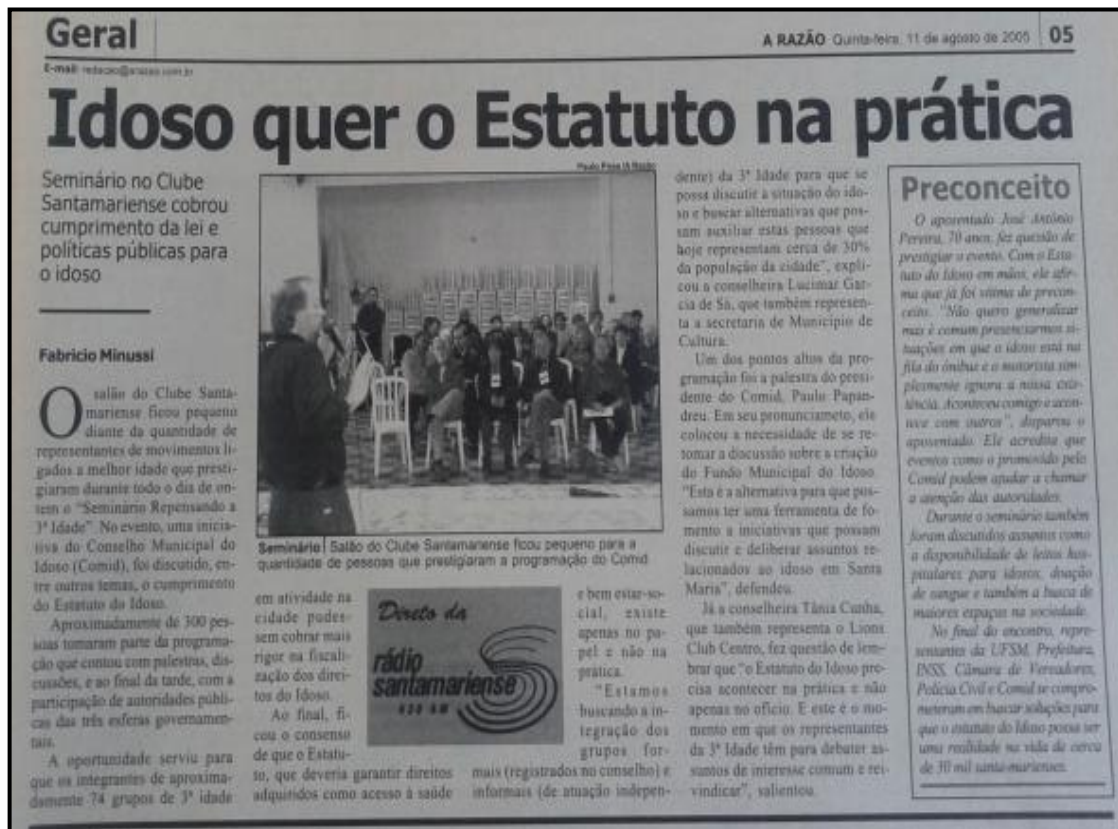 Geral
A RAZÃO Quinta-feira, 11 de agosto de 2005 05
E-mail: redacao@arazao.com.br
Idoso quer o Estatuto na prática
Seminário no Clube
Santamariense cobrou
cumprimento da lei e
políticas públicas para
o idoso
Fabricio Minussi
O salão do Clube Santa-
mariense ficou pequeno
diante da quantidade de
representantes de movimentos li-
gados a melhor idade que presti-
giaram durante todo o dia de on-
tem o "Seminário Repensando a
3ª Idade". No evento, uma inicia-
tiva do Conselho Municipal do
Idoso (Comid), foi discutido, en-
tre outros temas, o cumprimento
do Estatuto do Idoso.
Aproximadamente de 300 pes-
soas tomaram parte da programa-
ção que contou com palestras, dis-
cussões, e ao final da tarde, com a
participação de autoridades públi-
cas das três esferas governamen-
tais.
A oportunidade serviu para
que os integrantes de aproxima-
damente 74 grupos de 3ª idade
Paulo Pires /A Razão
Seminário Salão do Clube Santamariense ficou pequeno para a
quantidade de pessoas que prestigiaram a programação do Comid
em atividade na
cidade pudes-
sem cobrar mais
rigor na fiscali-
zação dos direi-
tos do Idoso.
Ao final, fi-
cou o consenso
de que o Estatu-
to, que deveria garantir direitos
adquiridos como acesso à saúde
Direto da
rádio
santamariense
630 AM
e bem estar-so-
cial, existe
apenas no pa-
pel e não na
prática.
"Estamos
buscando a in-
tegração dos
grupos for-
mais (registrados no conselho) e
informais (de atuação indepen-
dente) da 3ª Idade para que se
possa discutir a situação do ido-
so e buscar alternativas que pos-
sam auxiliar estas pessoas que
hoje representam cerca de 30%
da população da cidade", expli-
cou a conselheira Lucimar Gar-
cia de Sá, que também represen-
ta a secretaria de Município de
Cultura.
Um dos pontos altos da pro-
gramação foi a palestra do presi-
dente do Comid, Paulo Papan-
dreu. Em seu pronunciameto, ele
colocou a necessidade de se re-
tomar a discussão sobre a criação
do Fundo Municipal do Idoso.
"Esta é a alternativa para que pos-
samos ter uma ferramenta de fo-
mento a iniciativas que possam
discutir e deliberar assuntos re-
lacionados ao idoso em Santa
Maria", defendeu.
Já a conselheira Tânia Cunha,
que também representa o Lions
Club Centro, fez questão de lem-
brar que "o Estatuto do Idoso pre-
cisa acontecer na prática e não
apenas no ofício. E este é o mo-
mento em que os representantes
da 3ª Idade têm para debater as-
suntos de interesse comum e rei-
vindicar", salientou.
Preconceito
O aposentado José Antônio
Pereira, 70 anos, fez questão de
prestigiar o evento. Com o Esta-
tuto do Idoso em mãos, ele afir-
ma que já foi vítima do precon-
ceito. "Não quero generalizar
mas é comum presenciarmos si-
tuações em que o idoso está na
fila do ônibus e o motorista sim-
plesmente ignora a nossa exis-
tência. Aconteceu comigo e acon-
tece com outros", disparou o
aposentado. Ele acredita que
eventos como o promovido pelo
Comid podem ajudar a chamar
a atenção das autoridades.
Durante o seminário também
foram discutidos assuntos como
a disponibilidade de leitos hos-
pitalares para idosos, doação
de sangue e também a busca de
maiores espaços na sociedade.
No final do encontro, repre-
sentantes da UFSM, Prefeitura,
INSS, Câmara de Vereadores,
Polícia Civil e Comid se compro-
meteram em buscar soluções para
que o estatuto do Idoso possa ser
uma realidade na vida de cerca
de 30 mil santa-marienses.